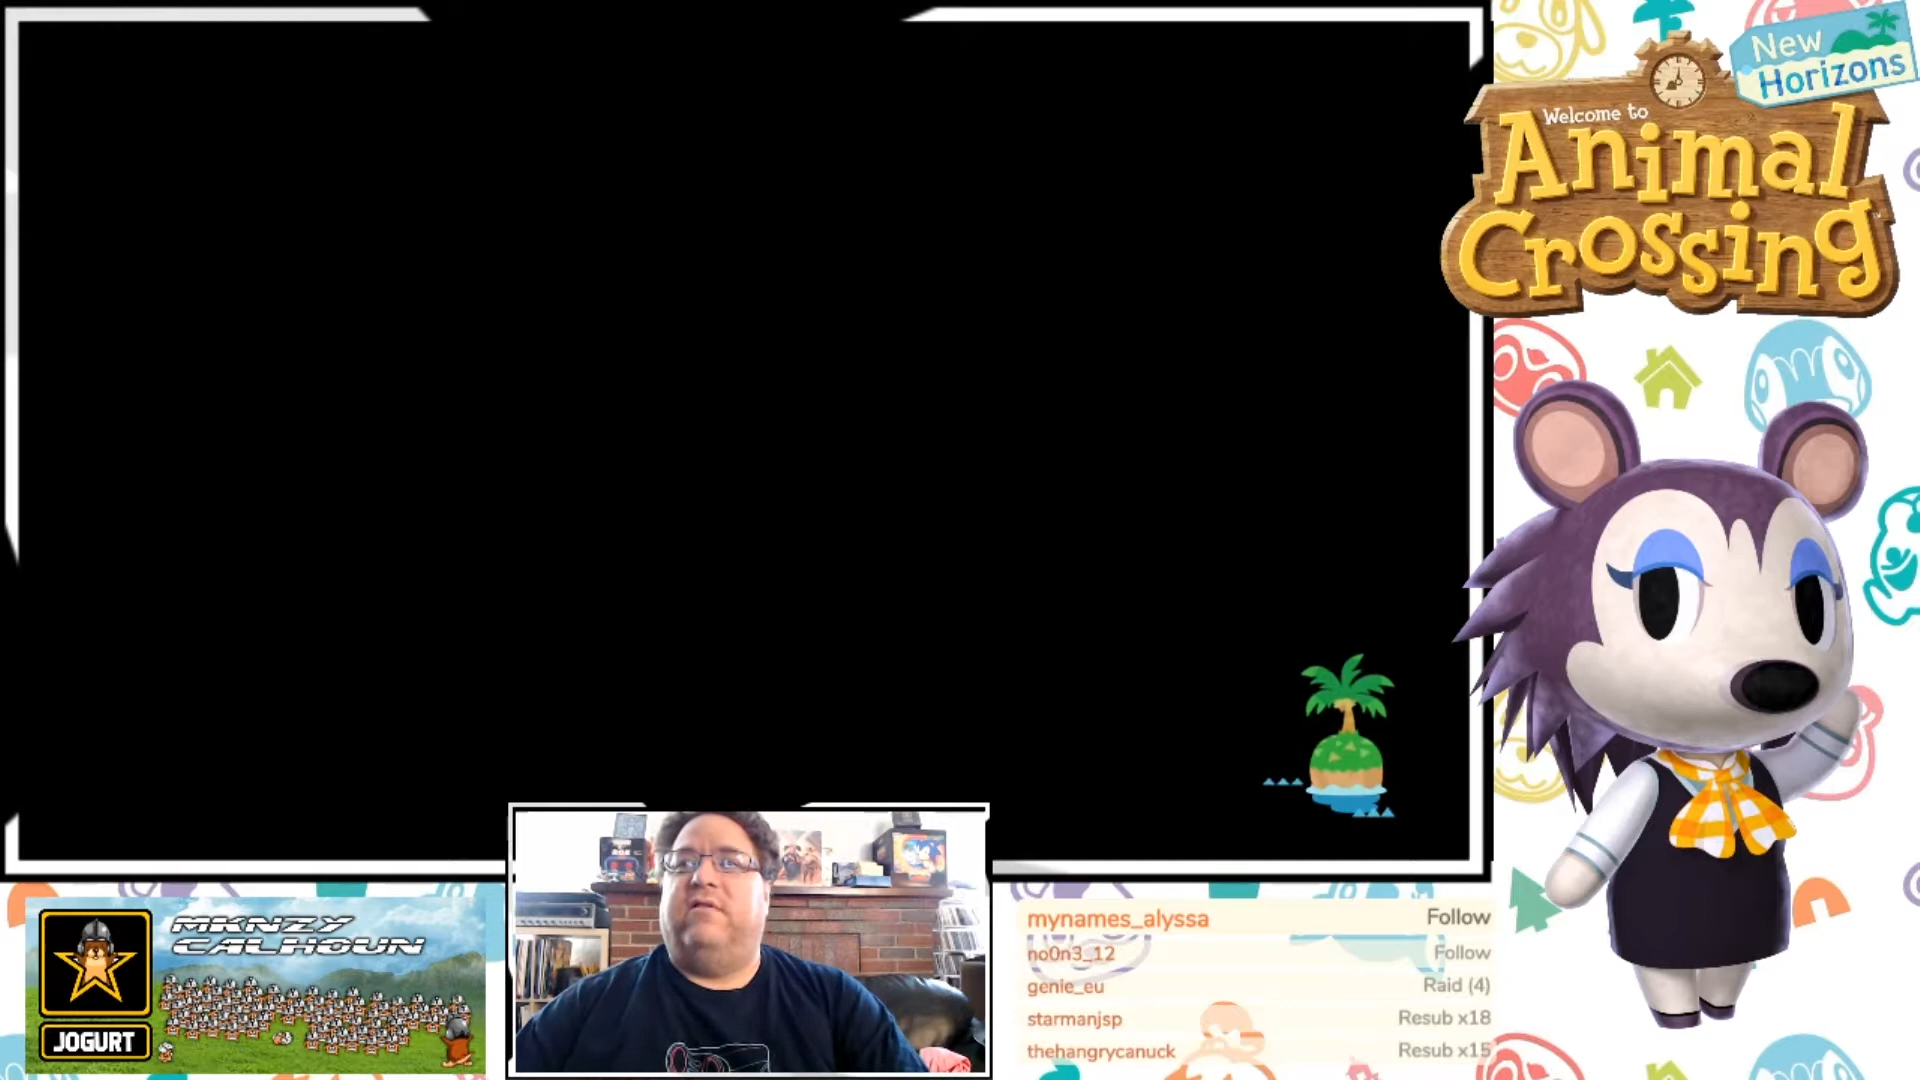 New
Horizons
Welcome to
Animal
Crossing
MKNZY
CALHOUN
JOGURT
mynames_alyssa Follow
no0n3_12 Follow
genie_eu Raid (4)
starmanjsp Resub x18
thehangrycanuck Resub x15